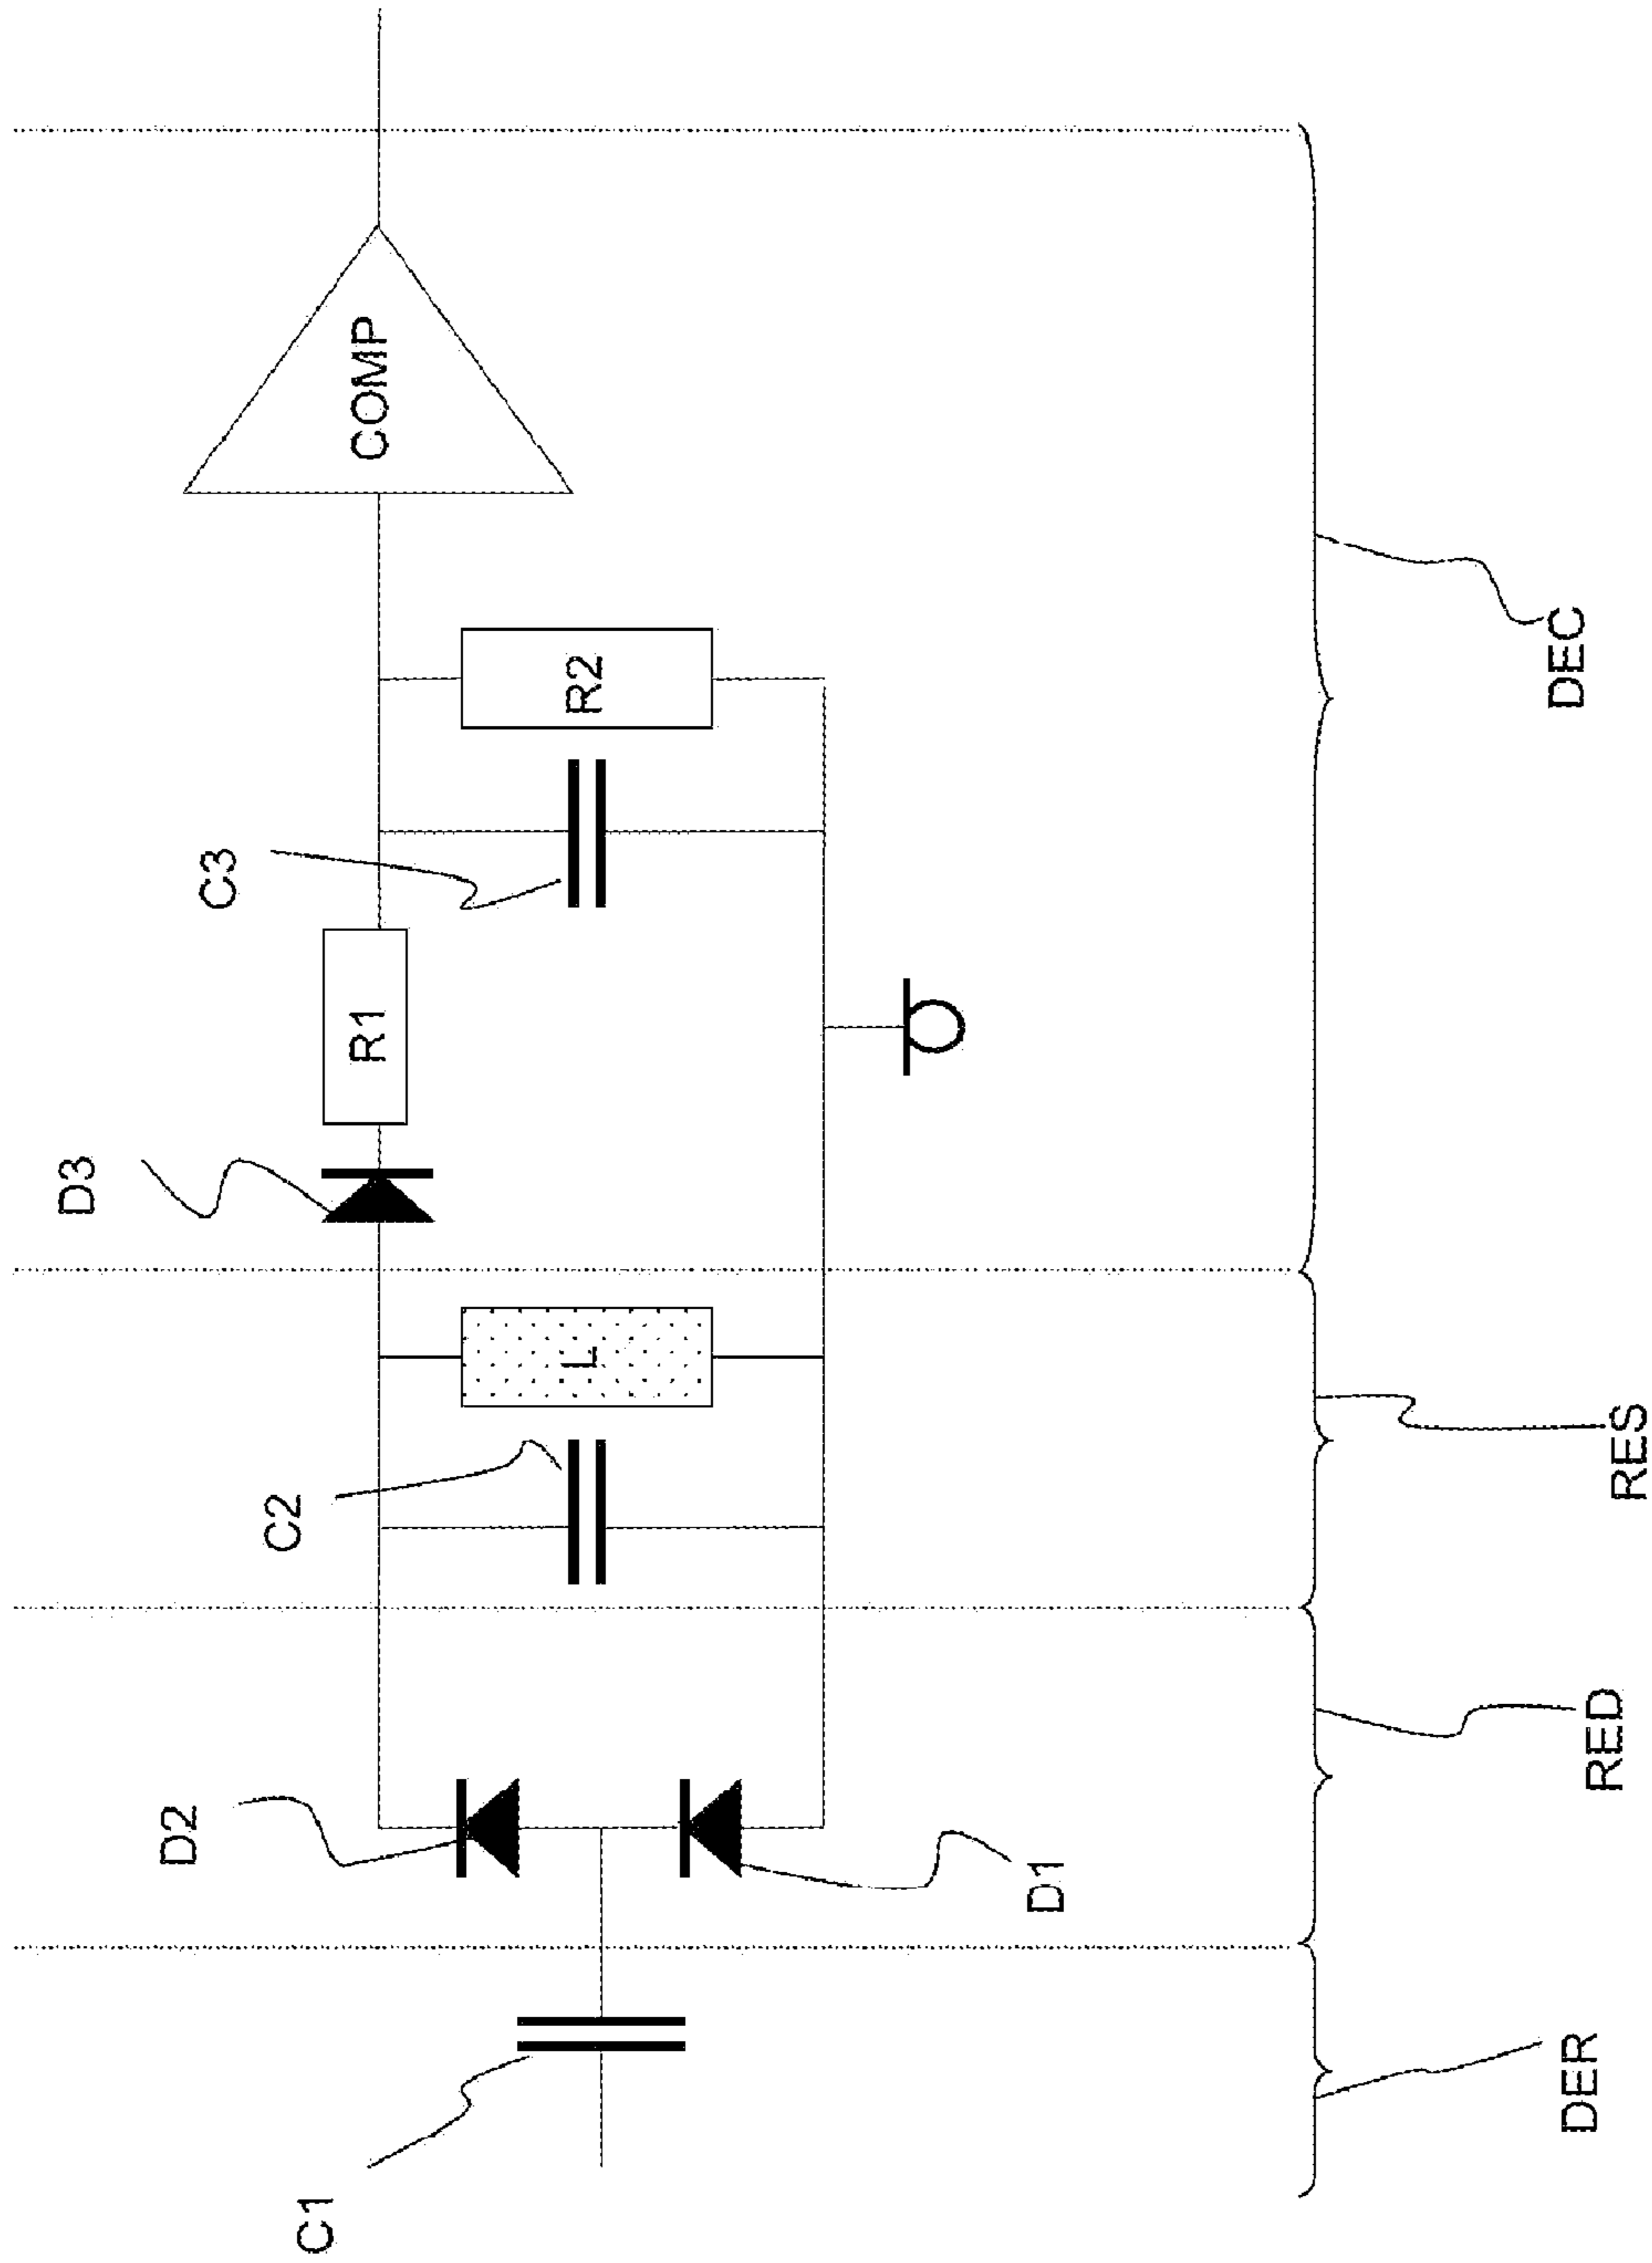 C1
D2
D1
C2
L
D3
R1
C3
R2
COMP
DER
RED
RES
DEC